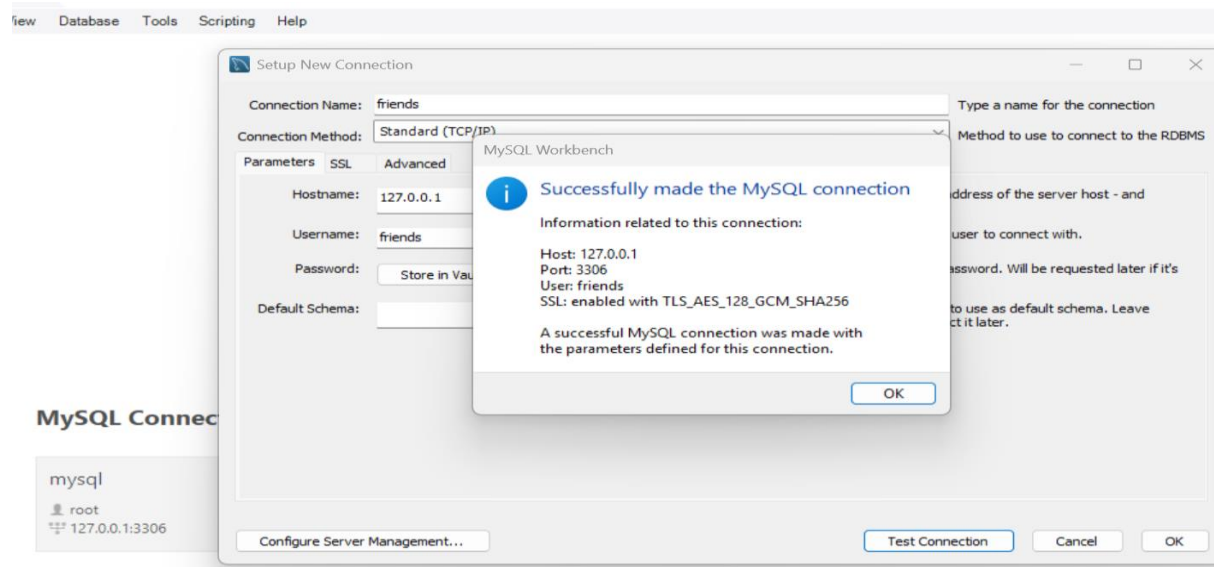 iew Database Tools Scripting Help
Setup New Connection
Connection Name: friends Type a name for the connection
Connection Method: Standard (TCP/IP) Method to use to connect to the RDBMS
Parameters SSL Advanced
MySQL Workbench
Successfully made the MySQL connection
Information related to this connection:
Host: 127.0.0.1
Port: 3306
User: friends
SSL: enabled with TLS_AES_128_GCM_SHA256
A successful MySQL connection was made with
the parameters defined for this connection.
OK
Hostname: 127.0.0.1 address of the server host - and
Username: friends user to connect with.
Password: Store in Vau assword. Will be requested later if it's
Default Schema: to use as default schema. Leave
ct it later.
MySQL Connec
mysql
root
127.0.0.1:3306
Configure Server Management... Test Connection Cancel OK